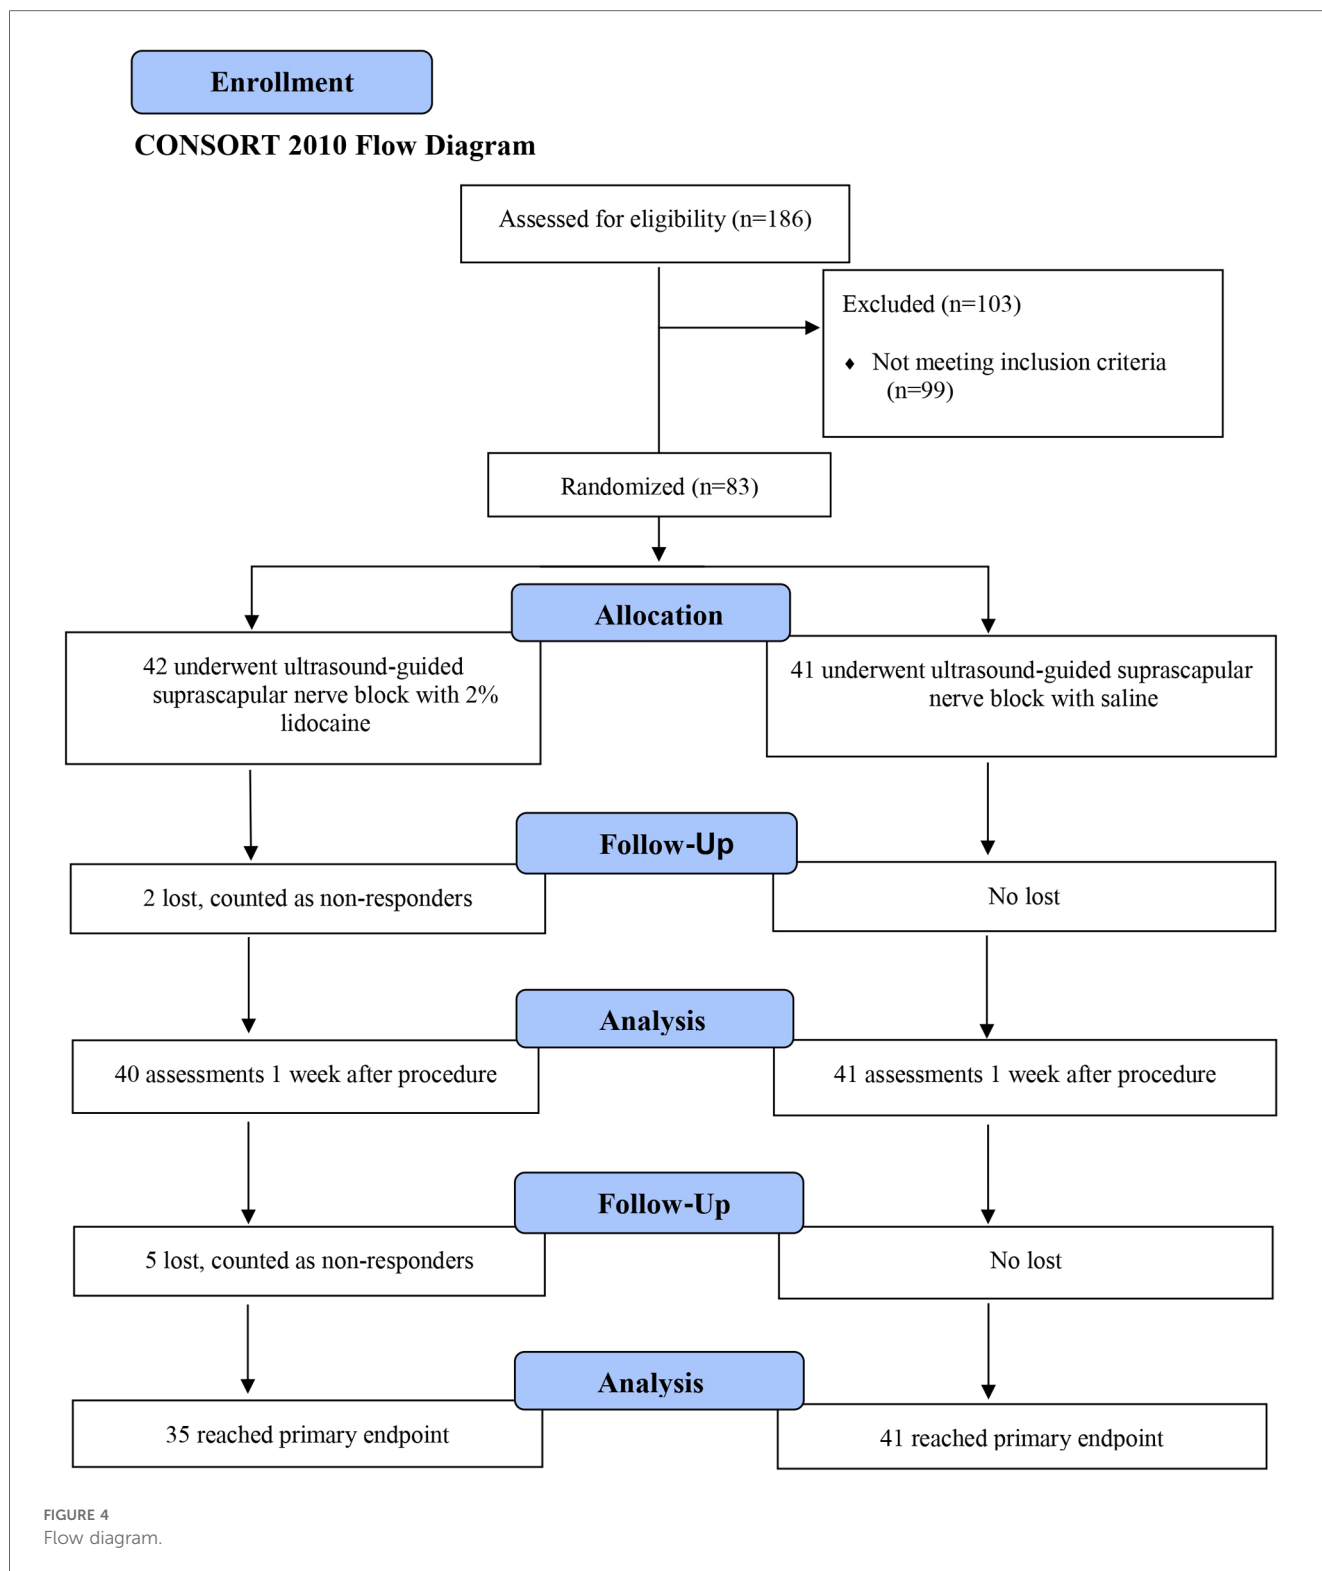 Enrollment
CONSORT 2010 Flow Diagram
Assessed for eligibility (n=186)
Excluded (n=103)
♦ Not meeting inclusion criteria
(n=99)
Randomized (n=83)
Allocation
42 underwent ultrasound-guided
suprascapular nerve block with 2%
lidocaine
41 underwent ultrasound-guided suprascapular
nerve block with saline
Follow-Up
2 lost, counted as non-responders
No lost
Analysis
40 assessments 1 week after procedure
41 assessments 1 week after procedure
Follow-Up
5 lost, counted as non-responders
No lost
Analysis
35 reached primary endpoint
41 reached primary endpoint
FIGURE 4
Flow diagram.